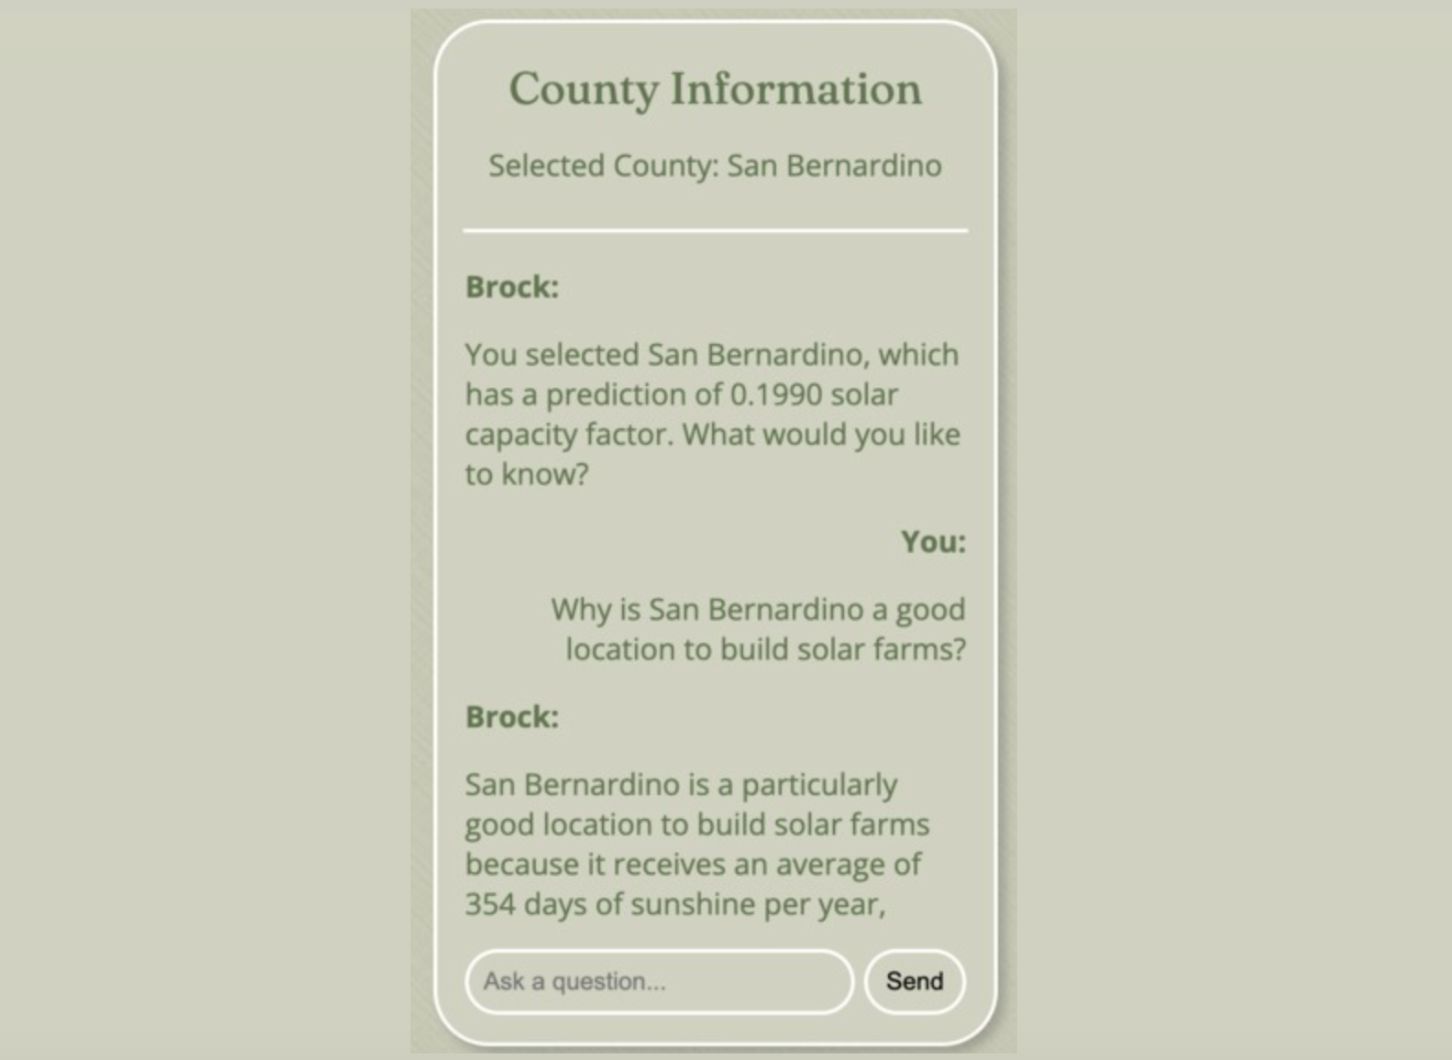 County Information
Selected County: San Bernardino
Brock:
You selected San Bernardino, which
has a prediction of 0.1990 solar
capacity factor. What would you like
to know?
You:
Why is San Bernardino a good
location to build solar farms?
Brock:
San Bernardino is a particularly
good location to build solar farms
because it receives an average of
354 days of sunshine per year,
Ask a question...
Send